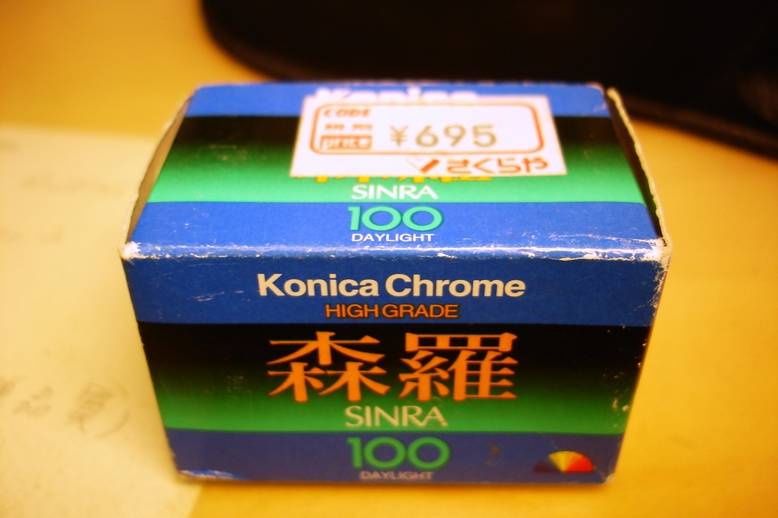 Konica
CODE
price ¥695
さくらや
SINRA
100
DAYLIGHT
Konica Chrome
HIGH GRADE
森羅
SINRA
100
DAYLIGHT